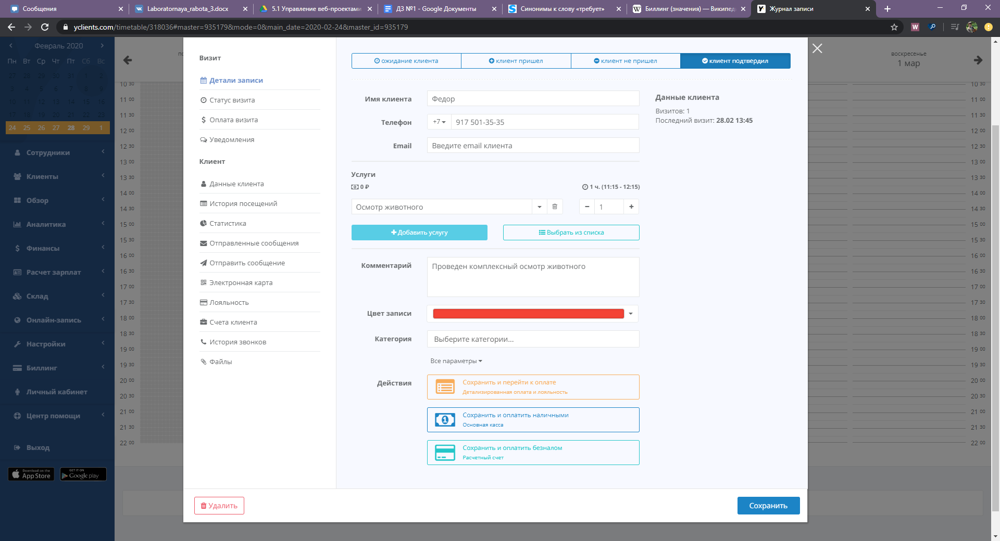 Сообщения
Laboratornaya_rabota_3.docx
5.1 Управление веб-проектами
ДЗ №1 - Google Документы
Синонимы к слову «требует»
Биллинг (значения) — Википед
Журнал записи
yclients.com/timetable/318036#master=935179&mode=0&main_date=2020-02-24&master_id=935179
Февраль 2020
Пн Вт Ср Чт Пт Сб Вс
27 28 29 30 31 1 2
3 4 5 6 7 8 9
10 11 12 13 14 15 16
17 18 19 20 21 22 23
24 25 26 27 28 29 1
Сотрудники
Клиенты
Обзор
Аналитика
Финансы
Расчет зарплат
Склад
Онлайн-запись
Настройки
Биллинг
Личный кабинет
Центр помощи
Выход
Download on the
App Store
GET IT ON
Google play
по
10 30
11 00
11 30
12 00
12 30
13 00
13 30
14 00
14 30
15 00
15 30
16 00
16 30
17 00
17 30
18 00
18 30
19 00
19 30
20 00
20 30
21 00
21 30
22 00
Визит
Детали записи
Статус визита
Оплата визита
Уведомления
Клиент
Данные клиента
История посещений
Статистика
Отправленные сообщения
Отправить сообщение
Электронная карта
Лояльность
Счета клиента
История звонков
Файлы
ожидание клиента
клиент пришел
клиент не пришел
клиент подтвердил
Имя клиента
Федор
Телефон
+7
917 501-35-35
Email
Введите email клиента
Данные клиента
Визитов: 1
Последний визит: 28.02 13:45
Услуги
0 ₽
1 ч. (11:15 - 12:15)
Осмотр животного
1
Добавить услугу
Выбрать из списка
Комментарий
Проведен комплексный осмотр животного
Цвет записи
Категория
Выберите категории...
Все параметры
Действия
Сохранить и перейти к оплате
Детализированная оплата и лояльность
Сохранить и оплатить наличными
Основная касса
Сохранить и оплатить безналом
Расчетный счет
Удалить
Сохранить
воскресенье
1 мар
10 30
11 00
11 30
12 00
12 30
13 00
13 30
14 00
14 30
15 00
15 30
16 00
16 30
17 00
17 30
18 00
18 30
19 00
19 30
20 00
20 30
21 00
21 30
22 00